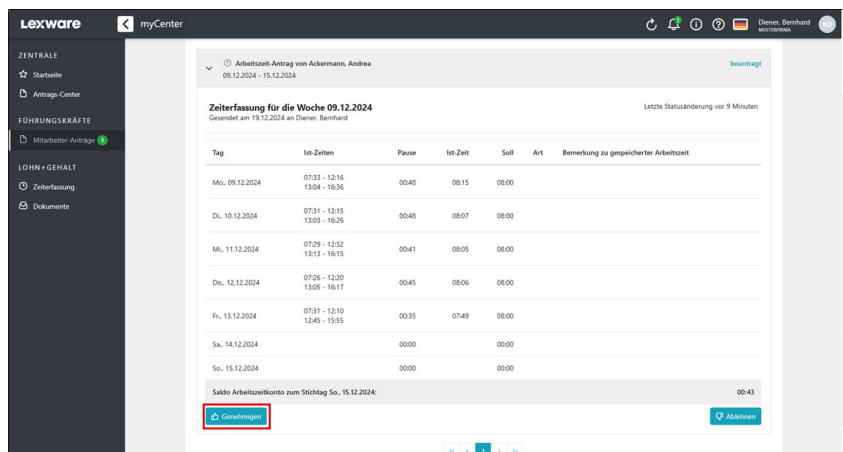 Lexware
myCenter
Diener, Bernhard
MUSTERFIRMA
BD
ZENTRALE
Startseite
Antrags-Center
FÜHRUNGSKRÄFTE
Mitarbeiter-Anträge 1
LOHN+GEHALT
Zeiterfassung
Dokumente
Arbeitszeit-Antrag von Ackermann, Andrea
beantragt
09.12.2024 - 15.12.2024
Zeiterfassung für die Woche 09.12.2024
Letzte Statusänderung vor 9 Minuten
Gesendet am 19.12.2024 an Diener, Bernhard
Tag Ist-Zeiten Pause Ist-Zeit Soll Art Bemerkung zu gespeicherter Arbeitszeit
07:33 - 12:16
Mo., 09.12.2024 00:48 08:15 08:00
13:04 - 16:36
07:31 - 12:15
Di., 10.12.2024 00:48 08:07 08:00
13:03 - 16:26
07:29 - 12:32
Mi., 11.12.2024 00:41 08:05 08:00
13:13 - 16:15
07:26 - 12:20
Do., 12.12.2024 00:45 08:06 08:00
13:05 - 16:17
07:31 - 12:10
Fr., 13.12.2024 00:35 07:49 08:00
12:45 - 15:55
Sa., 14.12.2024 00:00 00:00
So., 15.12.2024 00:00 00:00
Saldo Arbeitszeitkonto zum Stichtag So., 15.12.2024: 00:43
Genehmigen
Ablehnen
« ‹ 1 › »